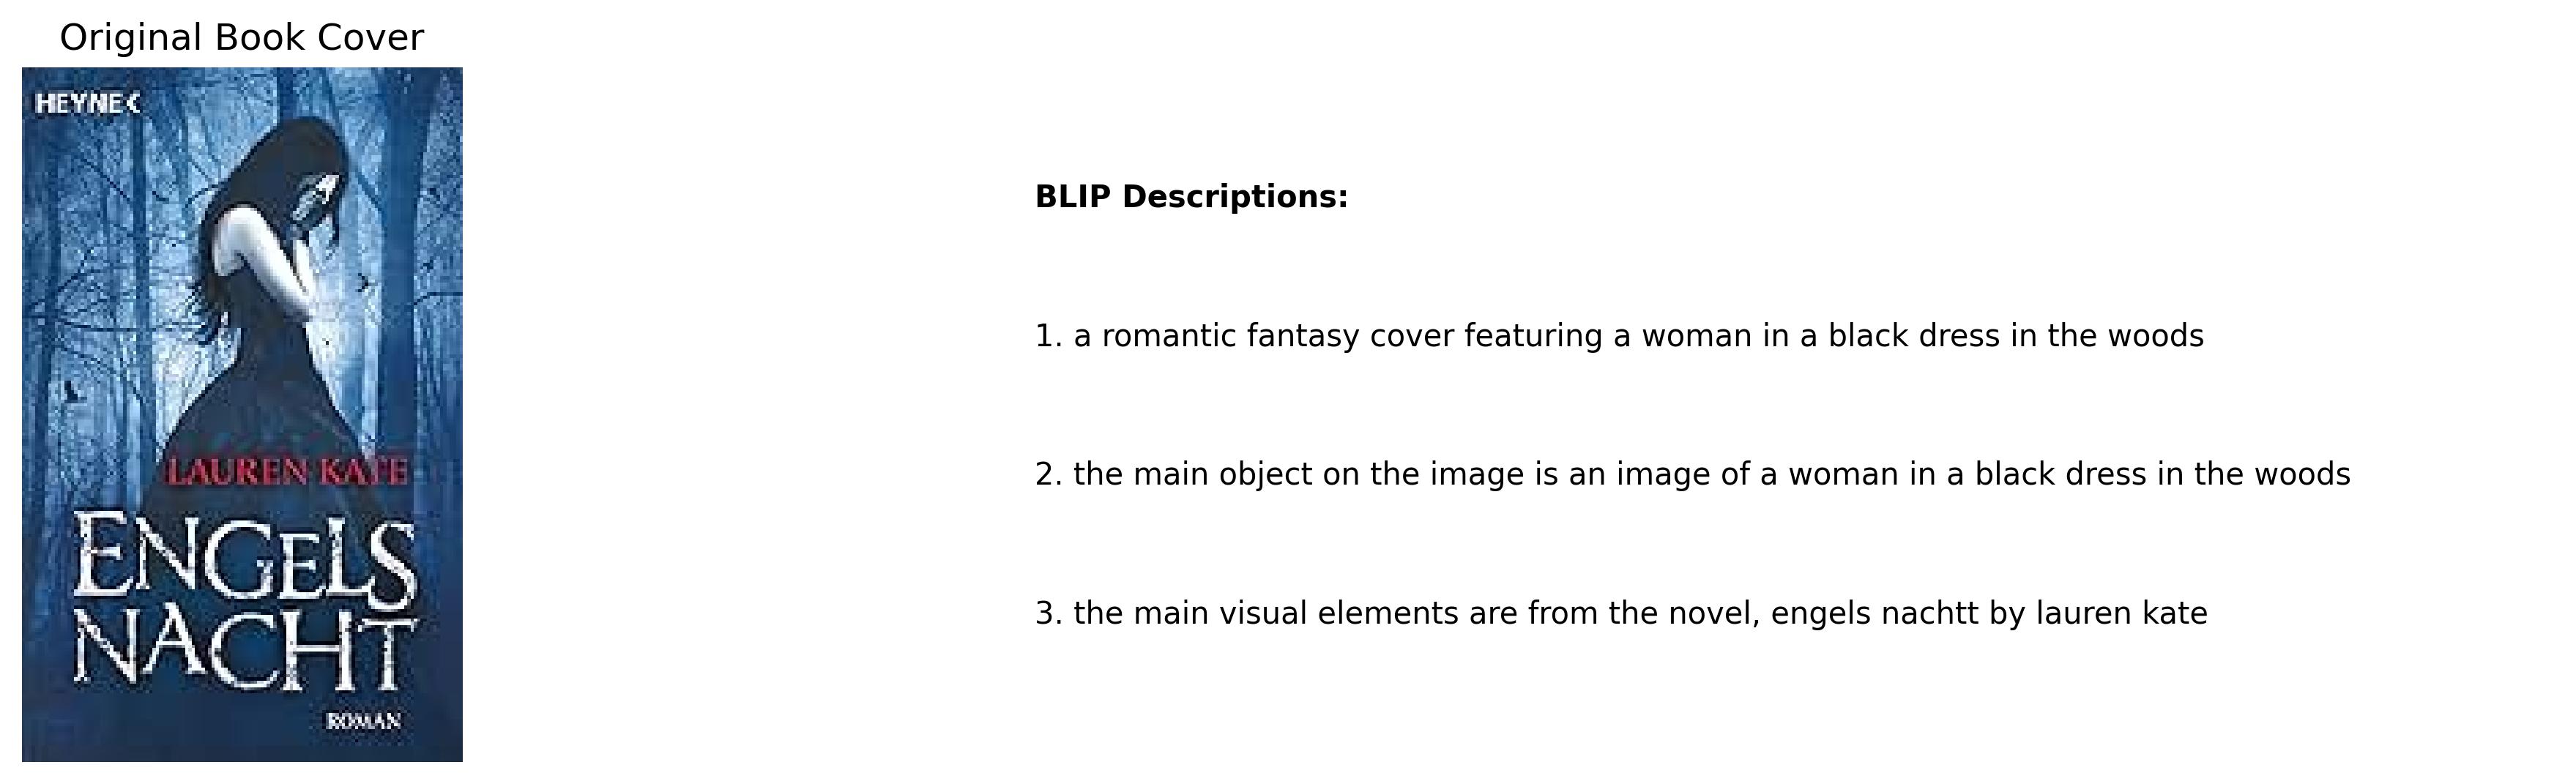 Original Book Cover
HEYNE <
LAUREN KATE
ENGELS
NACHT
ROMAN
BLIP Descriptions:
1. a romantic fantasy cover featuring a woman in a black dress in the woods
2. the main object on the image is an image of a woman in a black dress in the woods
3. the main visual elements are from the novel, engels nachtt by lauren kate